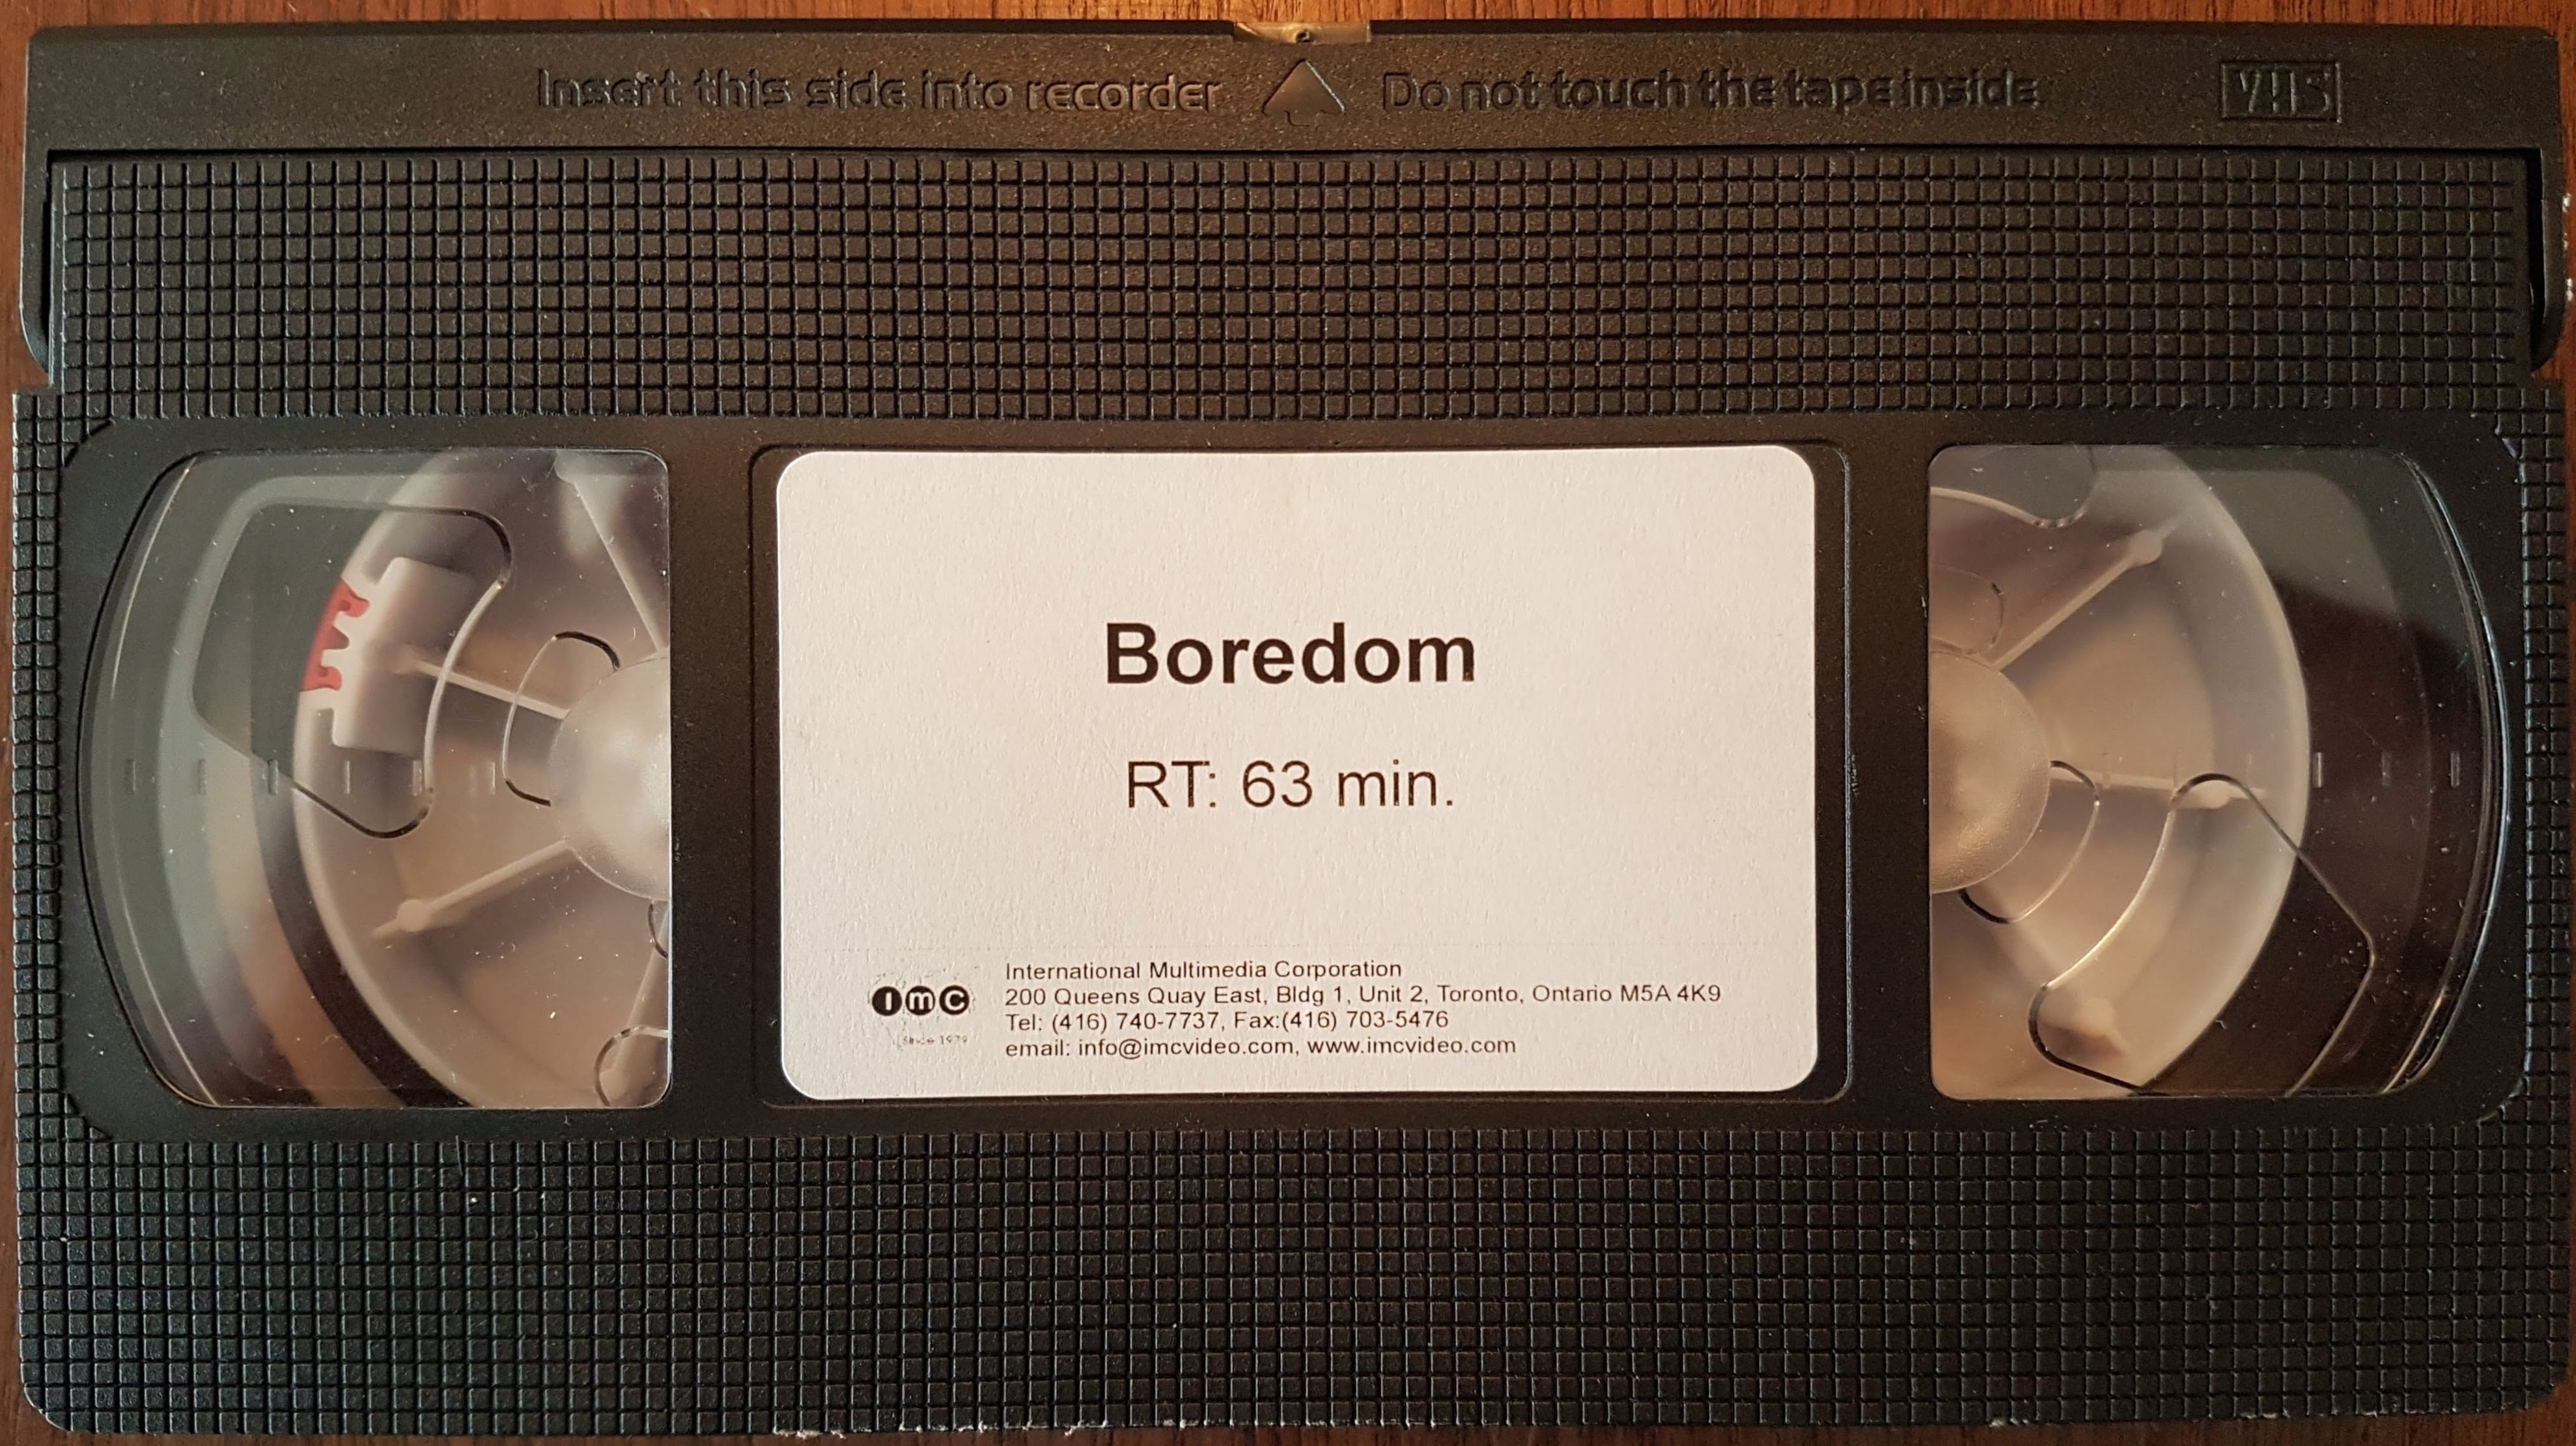 Insert this side into recorder Do not touch the tape inside VHS
Boredom
RT: 63 min.
imc
Since 1979
International Multimedia Corporation
200 Queens Quay East, Bldg 1, Unit 2, Toronto, Ontario M5A 4K9
Tel: (416) 740-7737, Fax:(416) 703-5476
email: info@imcvideo.com, www.imcvideo.com